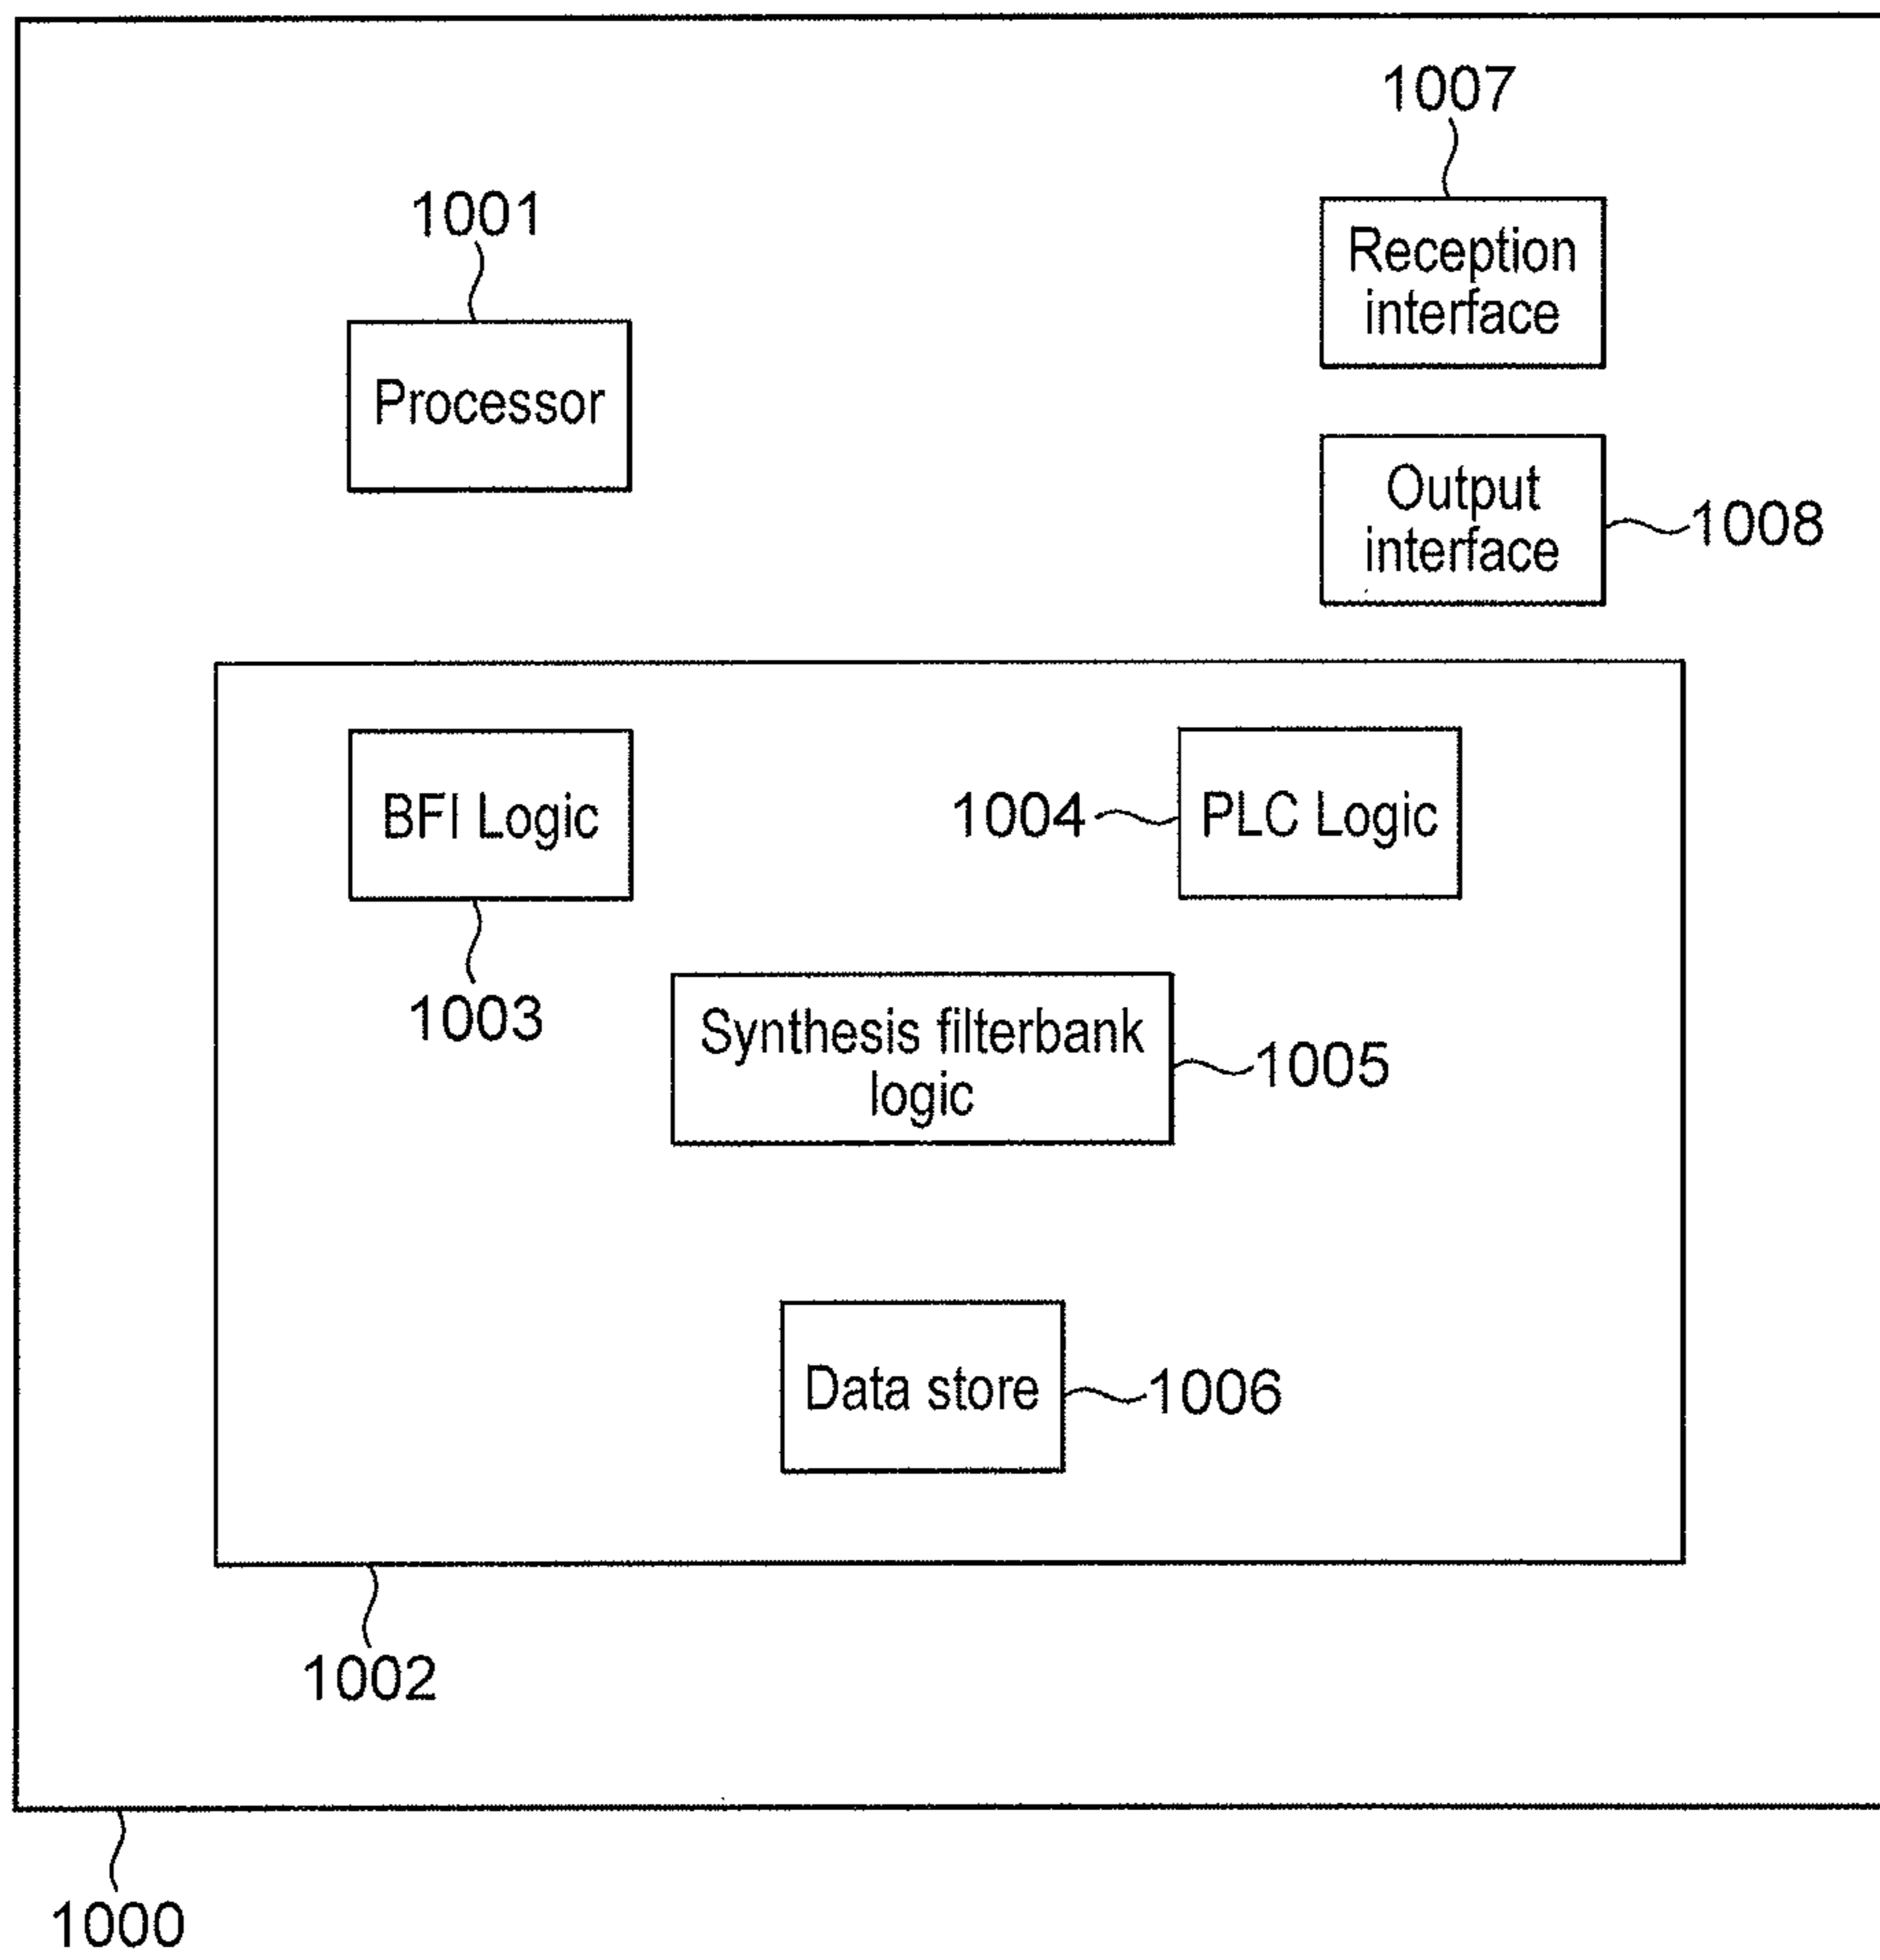 1007
1001
Reception
interface
Processor
Output
interface
1008
BFI Logic
1004
PLC Logic
1003
Synthesis filterbank
logic
1005
Data store
1006
1002
1000